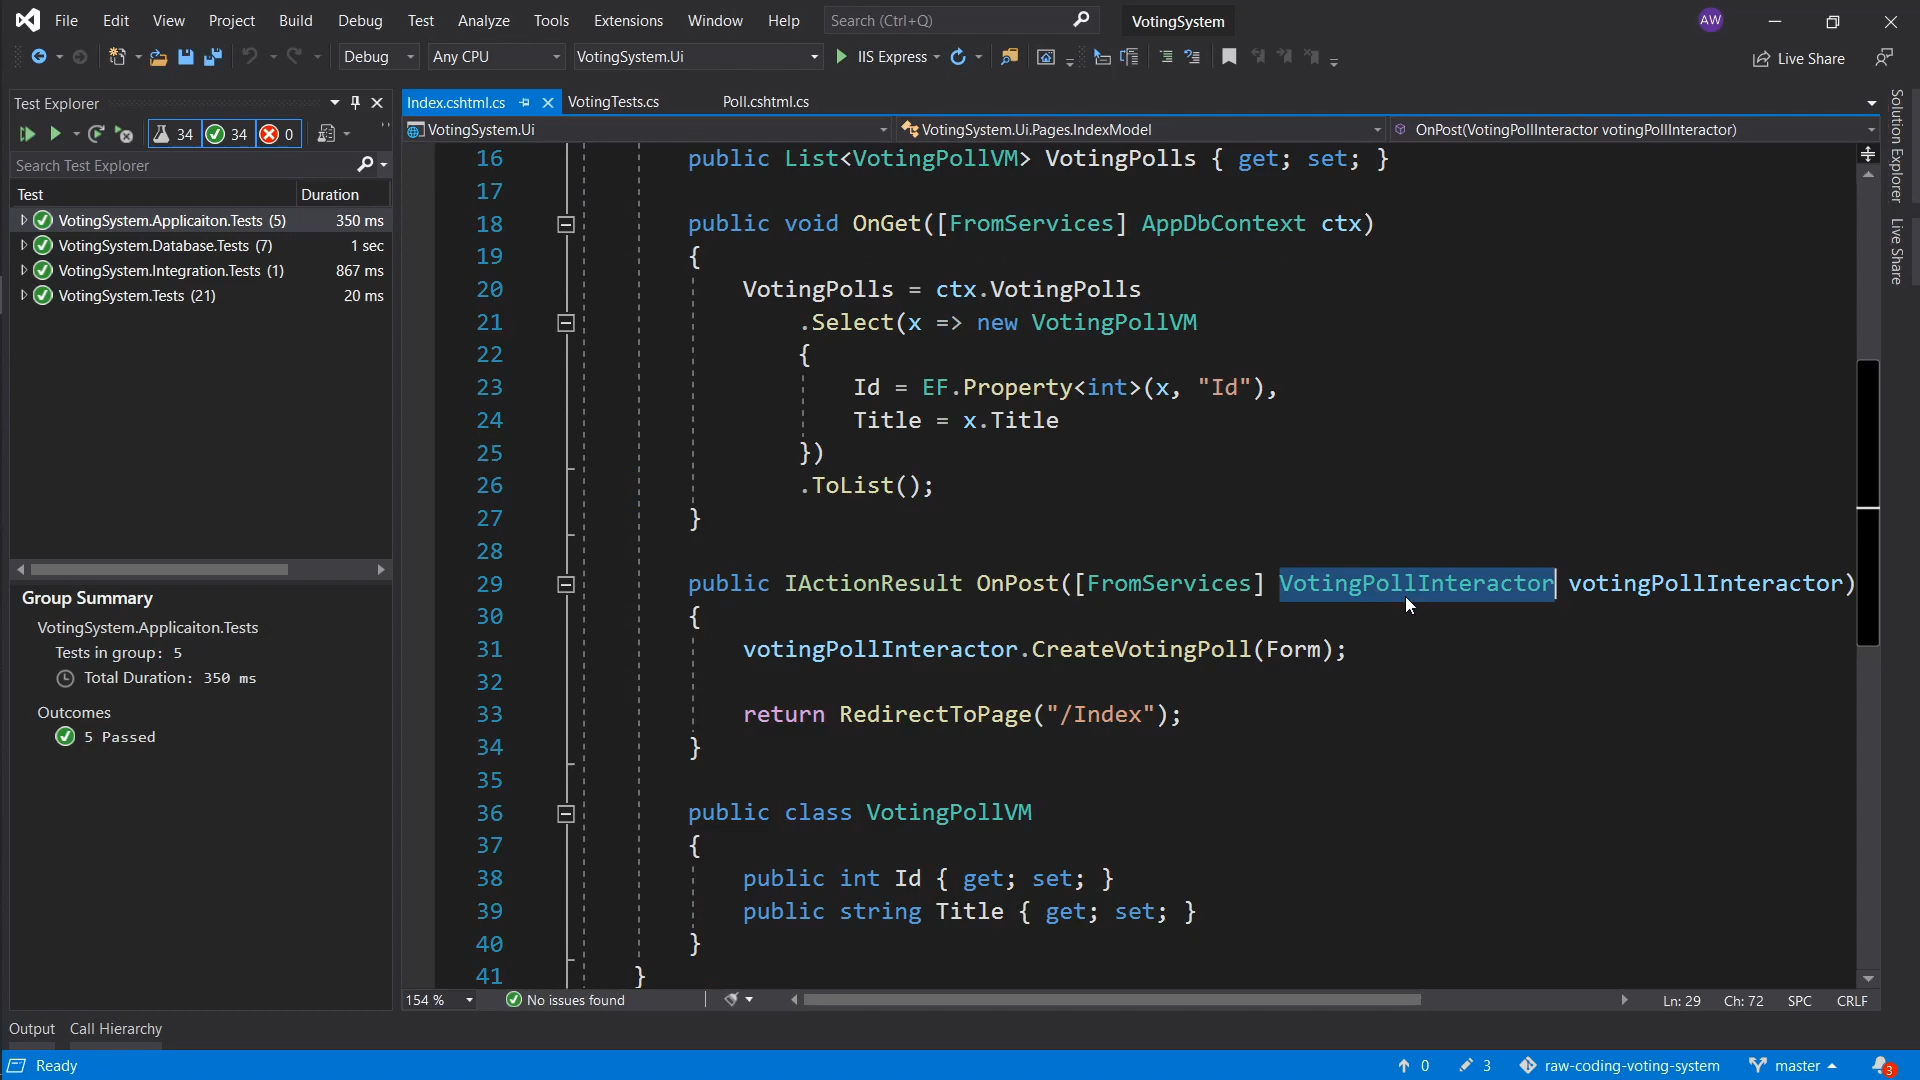 File Edit View Project Build Debug Test Analyze Tools Extensions Window Help Search (Ctrl+Q) VotingSystem AW
Debug Any CPU VotingSystem.Ui IIS Express Live Share
Test Explorer
34 34 0
Search Test Explorer
Test Duration
VotingSystem.Applicaiton.Tests (5) 350 ms
VotingSystem.Database.Tests (7) 1 sec
VotingSystem.Integration.Tests (1) 867 ms
VotingSystem.Tests (21) 20 ms
Group Summary
VotingSystem.Applicaiton.Tests
Tests in group: 5
Total Duration: 350 ms
Outcomes
5 Passed
Index.cshtml.cs VotingTests.cs Poll.cshtml.cs
VotingSystem.Ui VotingSystem.Ui.Pages.IndexModel OnPost(VotingPollInteractor votingPollInteractor)
16 public List<VotingPollVM> VotingPolls { get; set; }
17
18 public void OnGet([FromServices] AppDbContext ctx)
19 {
20 VotingPolls = ctx.VotingPolls
21 .Select(x => new VotingPollVM
22 {
23 Id = EF.Property<int>(x, "Id"),
24 Title = x.Title
25 })
26 .ToList();
27 }
28
29 public IActionResult OnPost([FromServices] VotingPollInteractor votingPollInteractor)
30 {
31 votingPollInteractor.CreateVotingPoll(Form);
32
33 return RedirectToPage("/Index");
34 }
35
36 public class VotingPollVM
37 {
38 public int Id { get; set; }
39 public string Title { get; set; }
40 }
41 }
154 % No issues found Ln: 29 Ch: 72 SPC CRLF
Solution Explorer
Live Share
Output Call Hierarchy
Ready 0 3 raw-coding-voting-system master 3